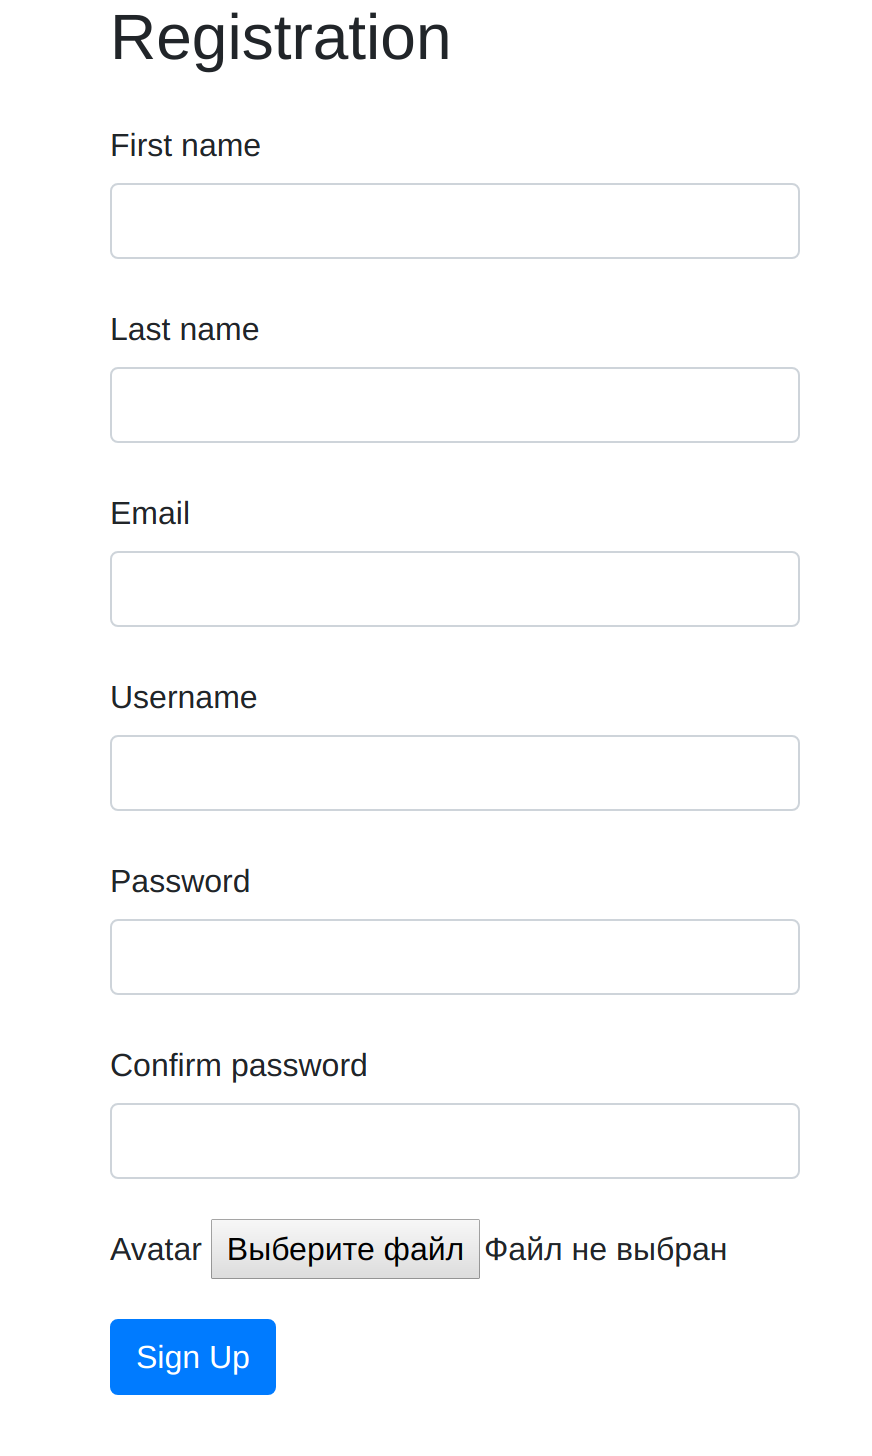 Registration
First name
Last name
Email
Username
Password
Confirm password
Avatar Выберите файл Файл не выбран
Sign Up